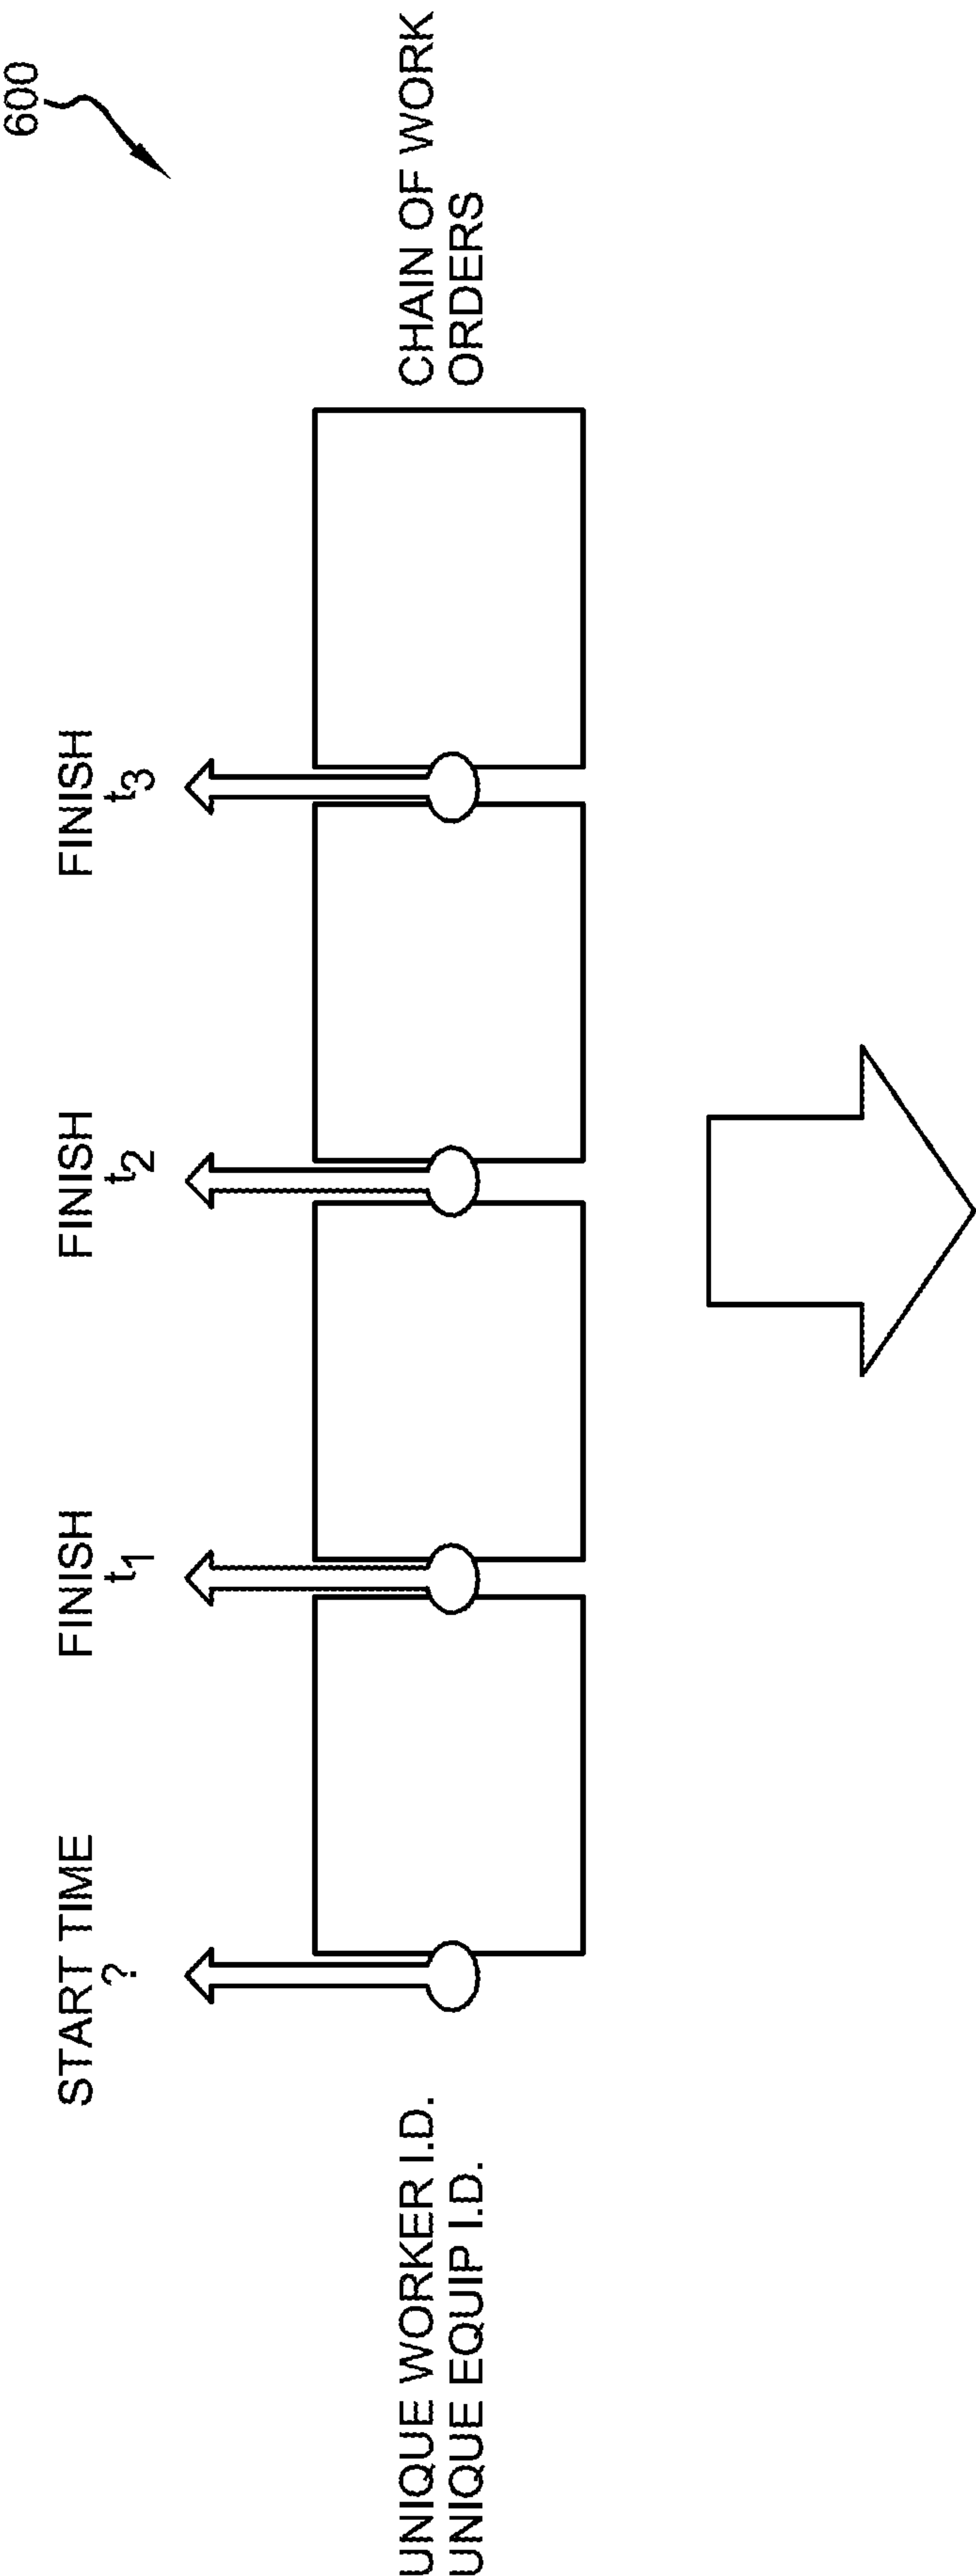 600
START TIME
?
FINISH
t1
FINISH
t2
FINISH
t3
UNIQUE WORKER I.D.
UNIQUE EQUIP I.D.
CHAIN OF WORK
ORDERS